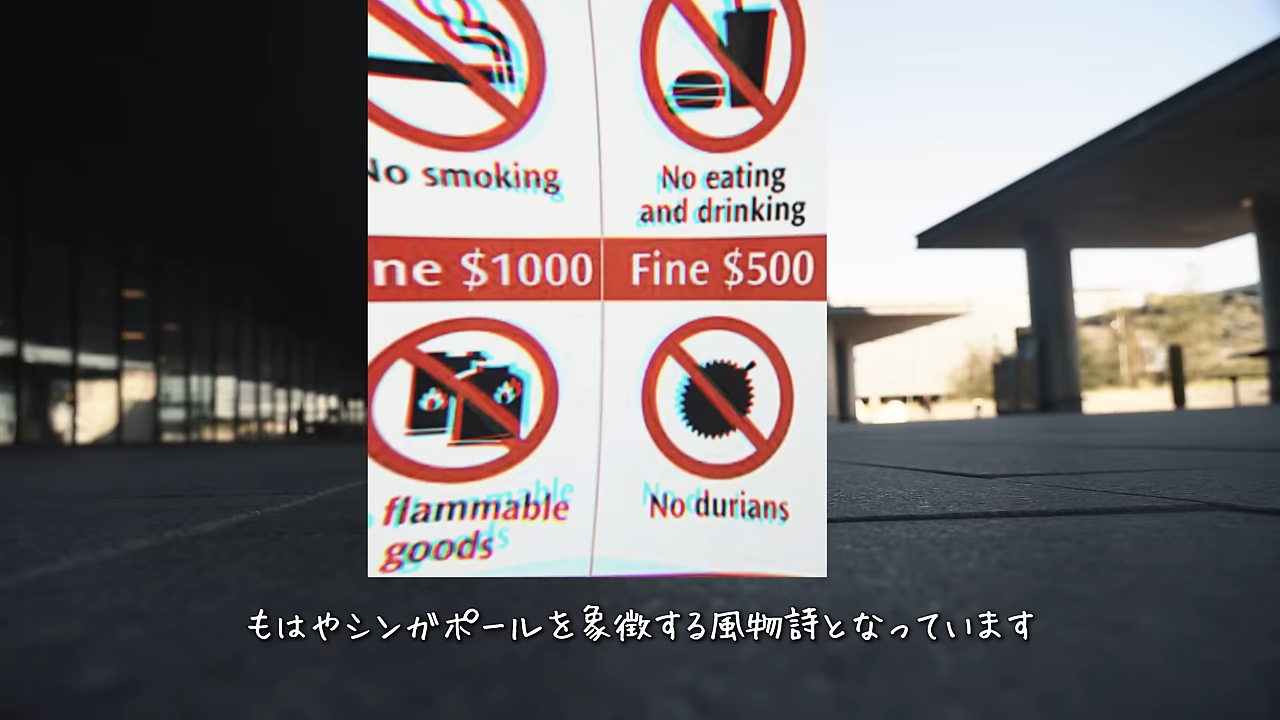 No smoking
No eating
and drinking
ne $1000
Fine $500
flammable
goods
No durians
もはやシンガポールを象徴する風物詩となっています